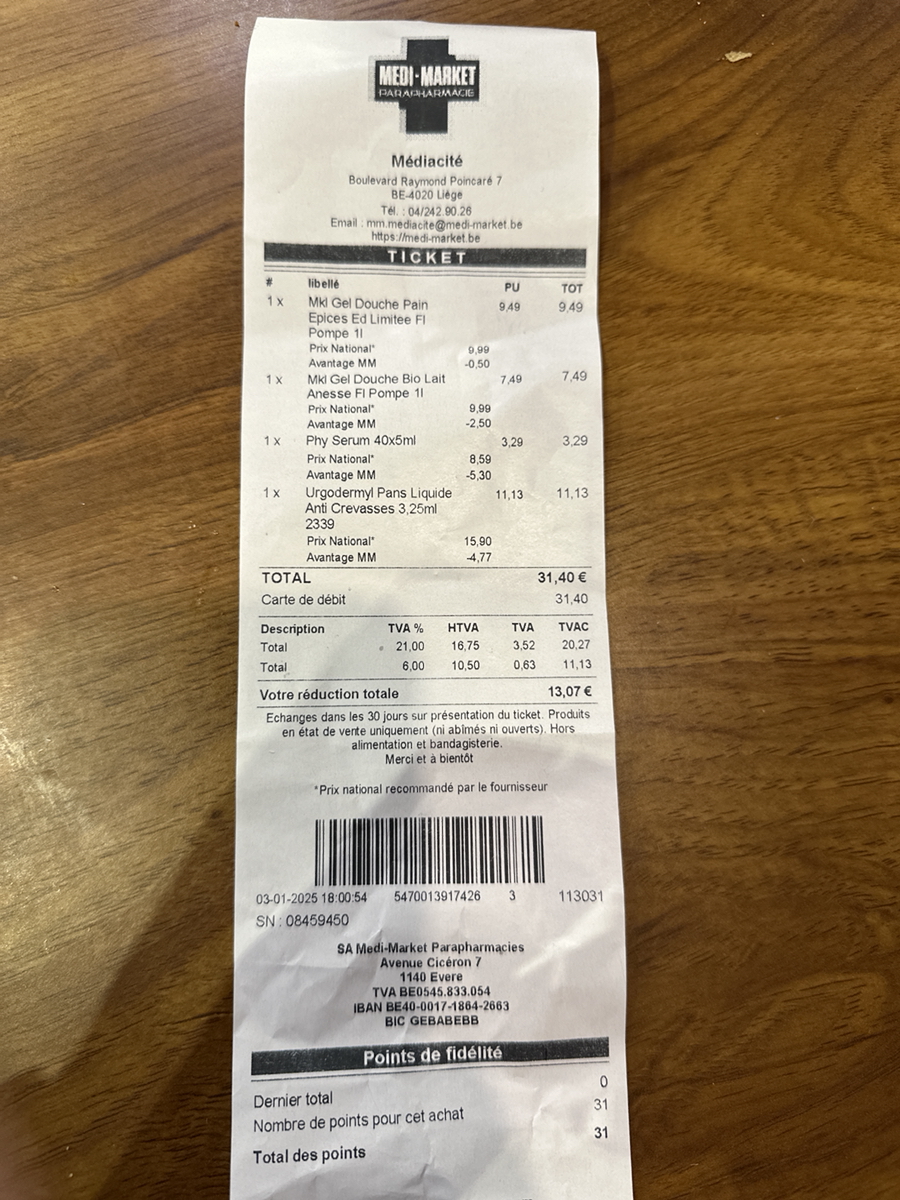 MEDI-MARKET
PARAPHARMACIE
Médiacité
Boulevard Raymond Poincaré 7
BE-4020 Liège
Tél. : 04/242.90.26
Email : mm.mediacite@medi-market.be
https://medi-market.be
TICKET
# libellé PU TOT
1 x Mkl Gel Douche Pain 9,49 9,49
Epices Ed Limitee Fl
Pompe 1l
Prix National* 9,99
Avantage MM -0,50
1 x Mkl Gel Douche Bio Lait 7,49 7,49
Anesse Fl Pompe 1l
Prix National* 9,99
Avantage MM -2,50
1 x Phy Serum 40x5ml 3,29 3,29
Prix National* 8,59
Avantage MM -5,30
1 x Urgodermyl Pans Liquide 11,13 11,13
Anti Crevasses 3,25ml
2339
Prix National* 15,90
Avantage MM -4,77
TOTAL 31,40 €
Carte de débit 31,40
Description TVA % HTVA TVA TVAC
Total 21,00 16,75 3,52 20,27
Total 6,00 10,50 0,63 11,13
Votre réduction totale 13,07 €
Echanges dans les 30 jours sur présentation du ticket. Produits
en état de vente uniquement (ni abîmés ni ouverts). Hors
alimentation et bandagisterie.
Merci et à bientôt
*Prix national recommandé par le fournisseur
03-01-2025 18:00:54 5470013917426 3 113031
SN : 08459450
SA Medi-Market Parapharmacies
Avenue Cicéron 7
1140 Evere
TVA BE0545.833.054
IBAN BE40-0017-1864-2663
BIC GEBABEBB
Points de fidélité
Dernier total 0
Nombre de points pour cet achat 31
Total des points 31